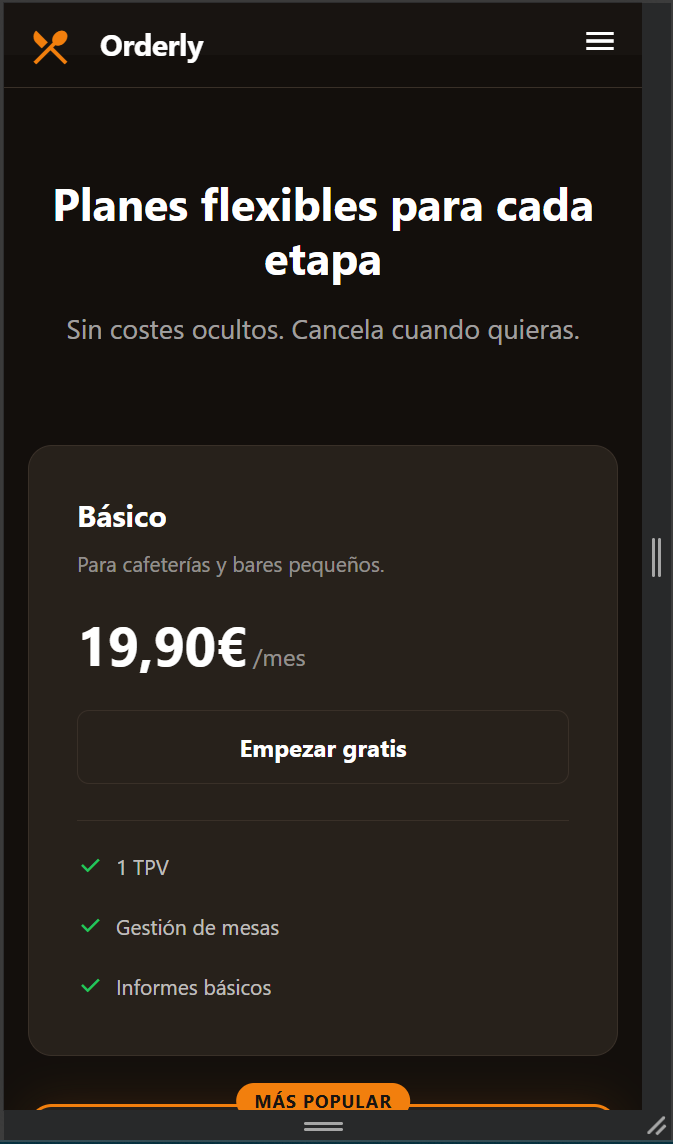 Orderly
Planes flexibles para cada
etapa
Sin costes ocultos. Cancela cuando quieras.
Básico
Para cafeterías y bares pequeños.
19,90€ /mes
Empezar gratis
1 TPV
Gestión de mesas
Informes básicos
MÁS POPULAR